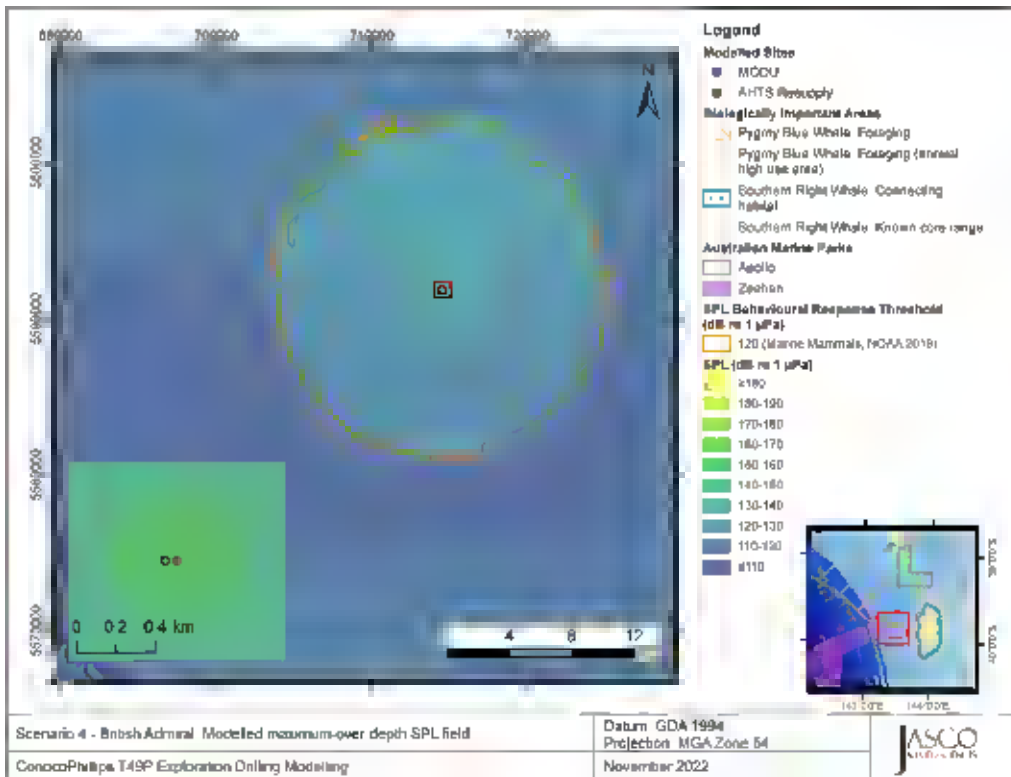 680000 700000 710000 720000
N
4 8 12
0 0.2 0.4 km
Legend
Modelled Sites
MODU
AHTS Resupply
Biologically Important Areas
Pygmy Blue Whale Foraging
Pygmy Blue Whale Foraging (annual
high use area)
Southern Right Whale Connecting
habitat
Southern Right Whale Known core range
Australian Marine Parks
Apollo
Zeehan
SPL Behavioural Response Threshold
(dB re 1 µPa)
120 (Marine Mammals, NOAA 2019)
SPL (dB re 1 µPa)
180-190
170-180
160-170
140-150
130-140
120-130
110-120
≤110
Scenario 4 - British Admiral Modelled maximum-over depth SPL field
Datum GDA 1994
Projection MGA Zone 54
ConocoPhillips T49P Exploration Drilling Modelling
November 2022
JASCO